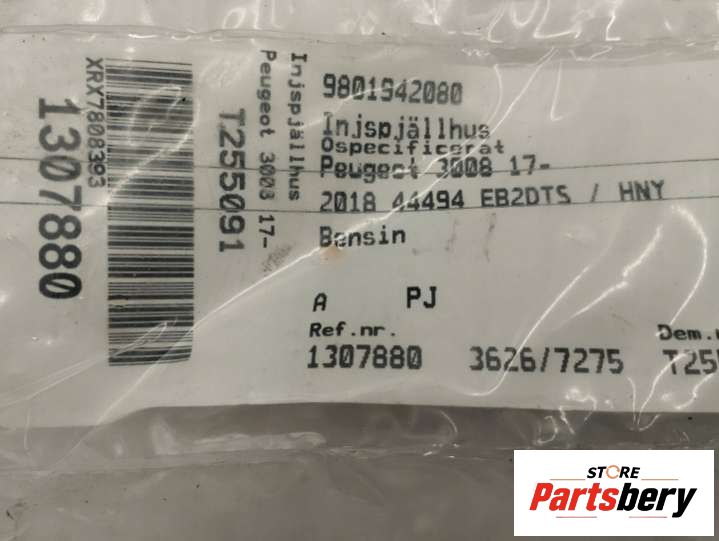 XRX7808393
1307880
Injspjällhus
Peugeot 3008 17-
T255091
9801942080
Injspjällhus
Ospecificerat
Peugeot 3008 17-
2018 44494 EB2DTS / HNY
Bensin
A PJ
Ref.nr.
1307880 3626/7275
STORE
Partsbery